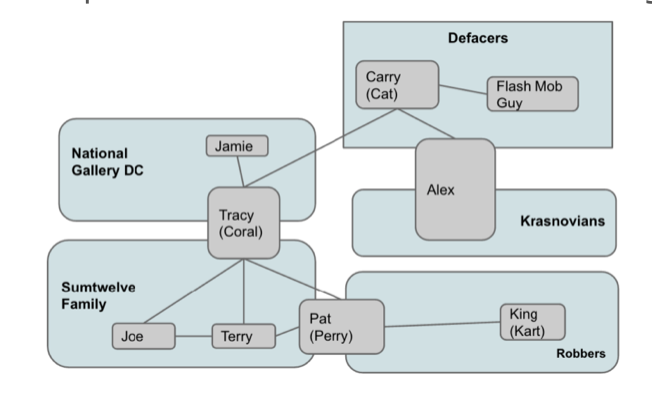 Defacers
Carry
(Cat)
Flash Mob
Guy
National
Gallery DC
Jamie
Alex
Tracy
(Coral)
Krasnovians
Sumtwelve
Family
Joe
Terry
Pat
(Perry)
King
(Kart)
Robbers